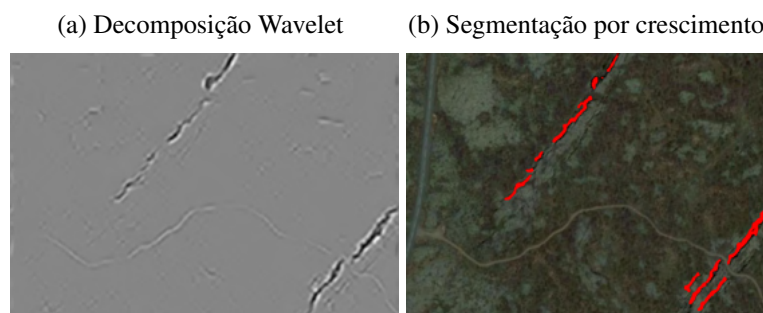 (a) Decomposição Wavelet
(b) Segmentação por crescimento